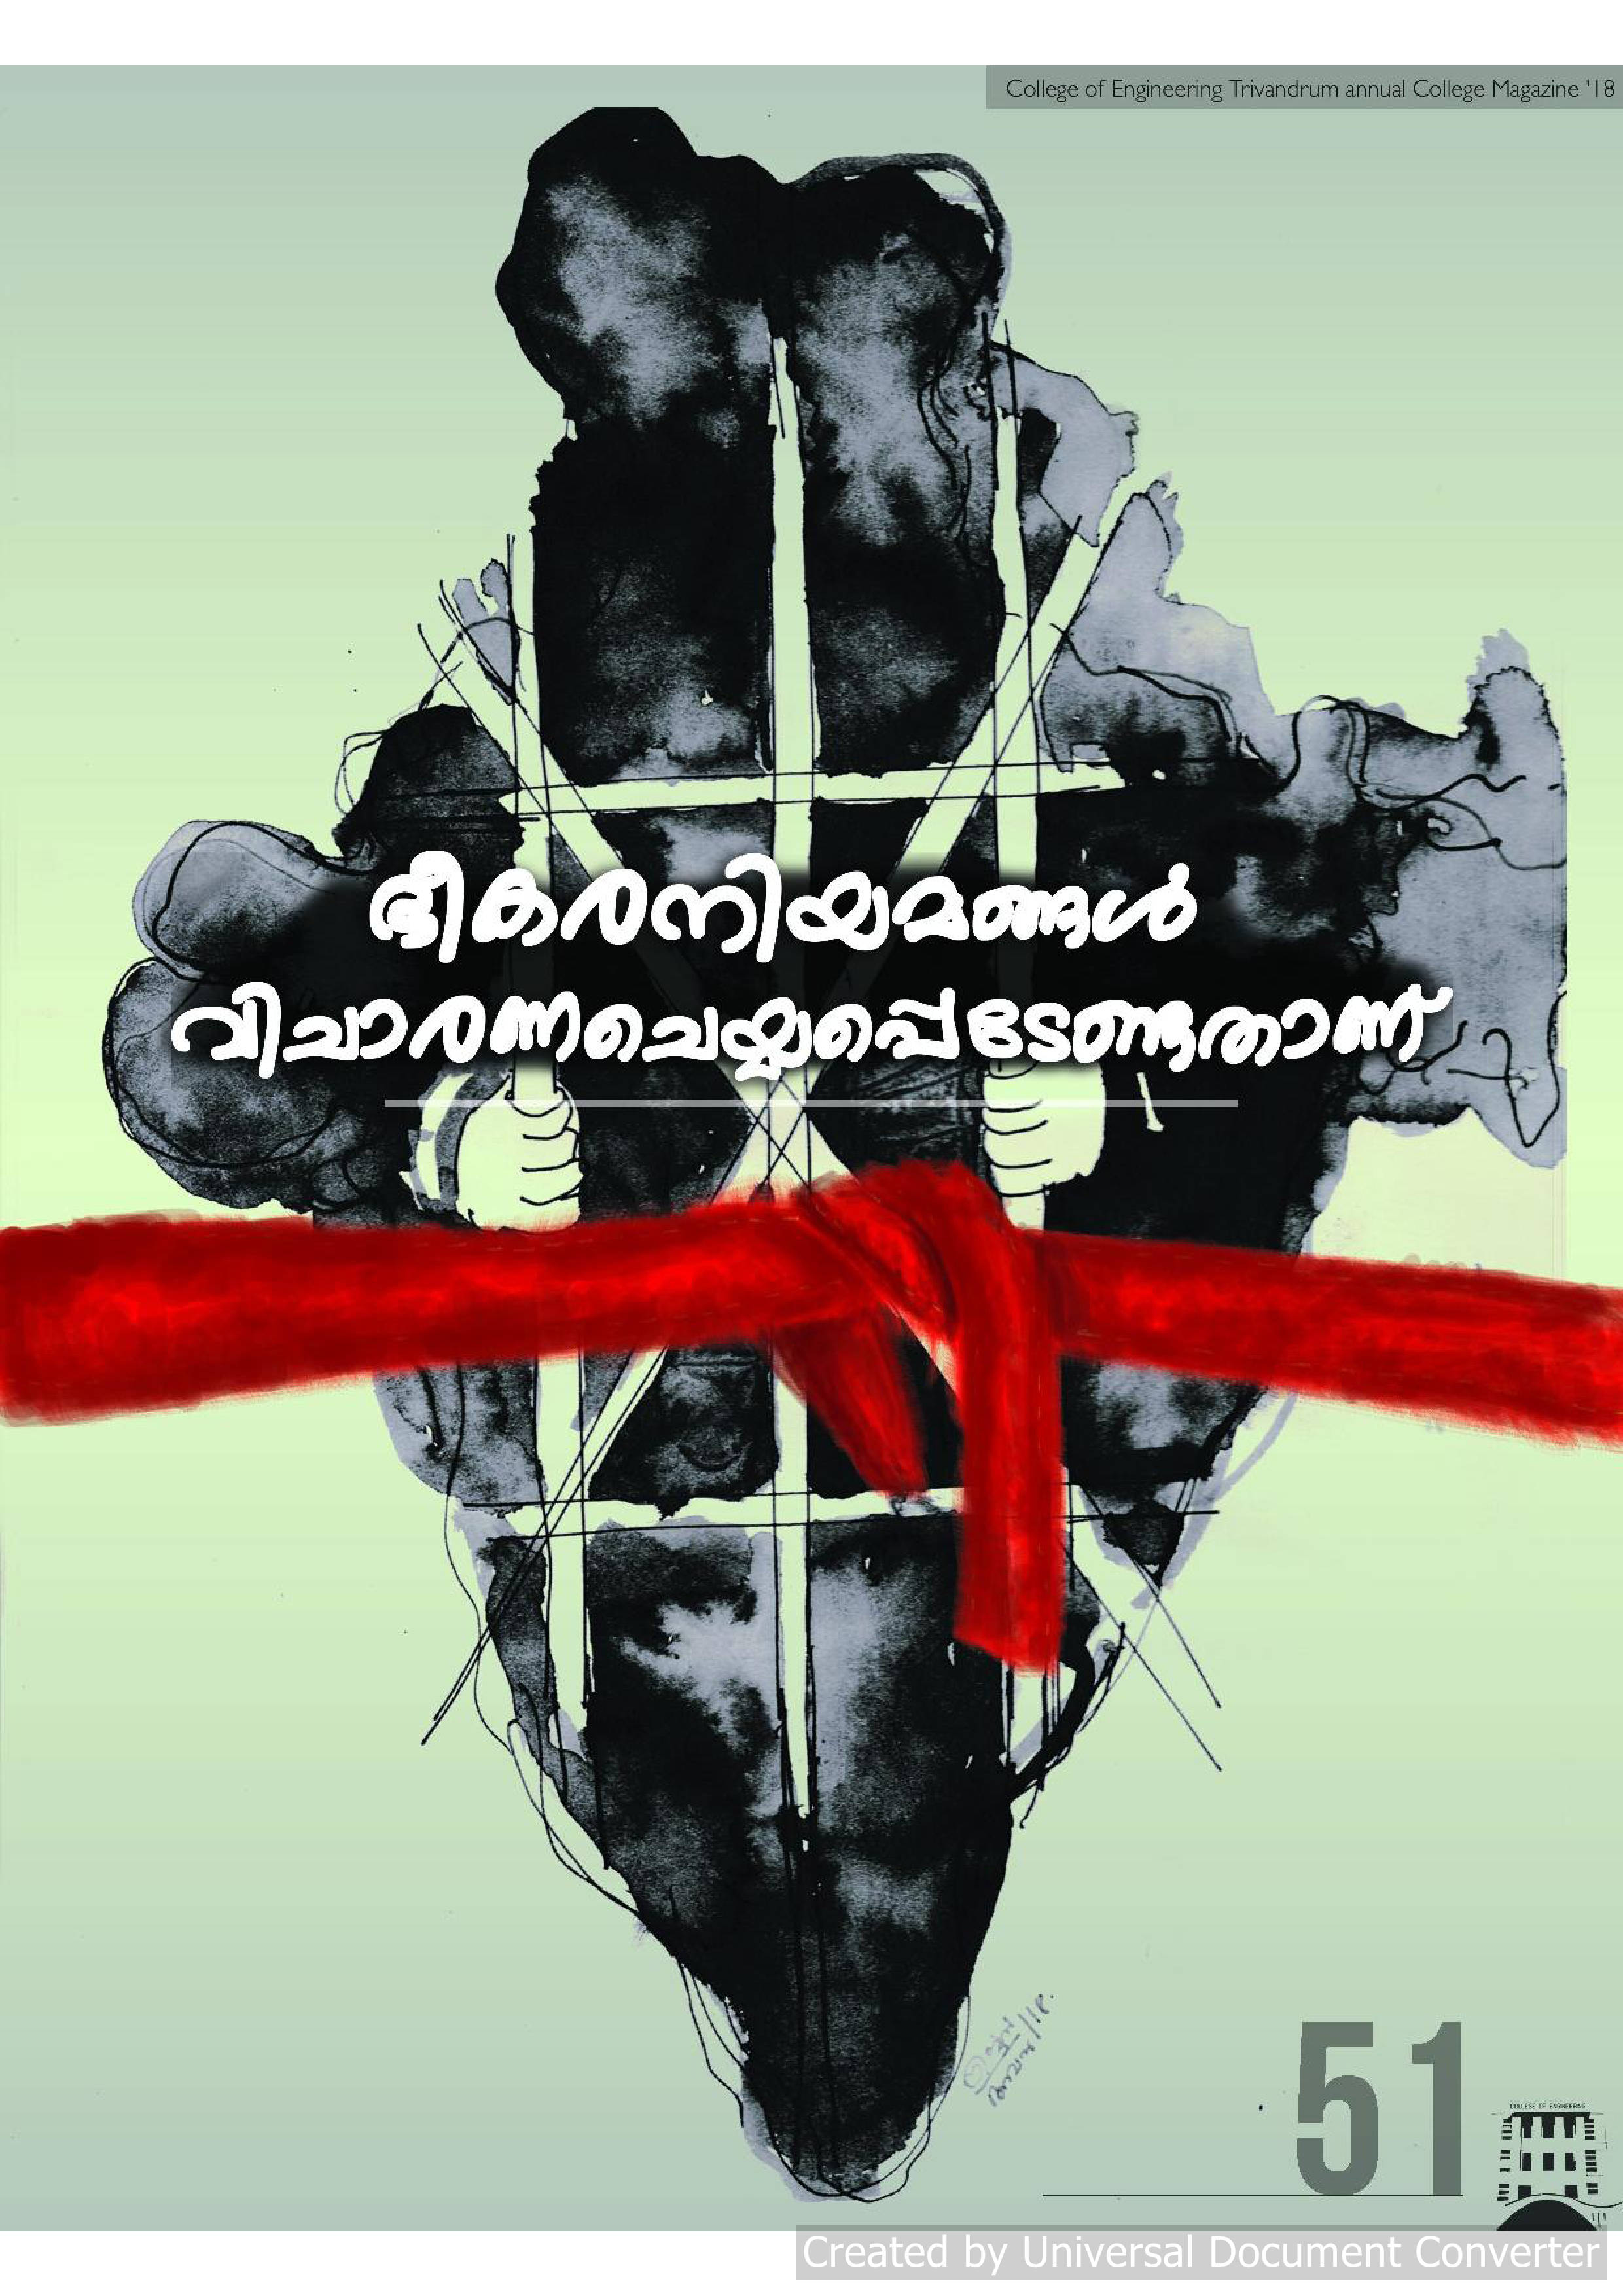 College of Engineering Trivandrum annual College Magazine '18
ഭീകരനിയമങ്ങൾ
വിചാരണചെയ്യപ്പെടേണ്ടതാണ്
51
COLLEGE OF ENGINEERING
Created by Universal Document Converter